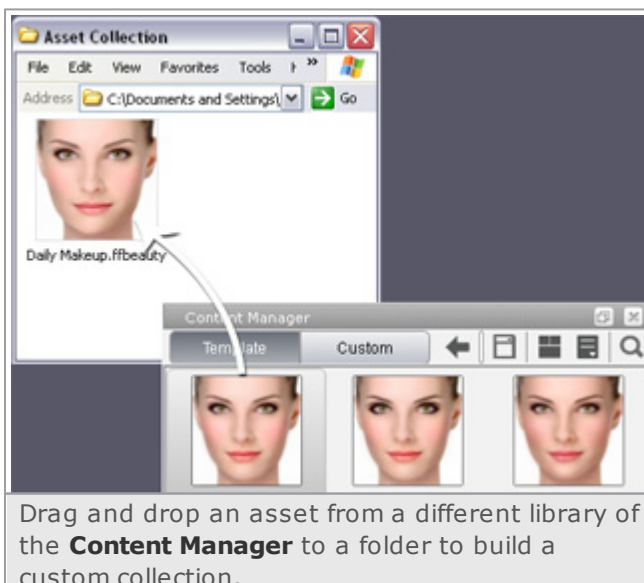 Asset Collection
File Edit View Favorites Tools »
Address C:\Documents and Settings\ Go
Daily Makeup.ffbeauty
Content Manager
Template Custom
Drag and drop an asset from a different library of
the Content Manager to a folder to build a
custom collection.